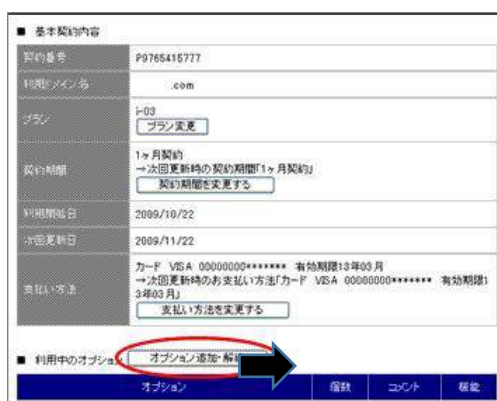 ■ 基本契約内容
契約番号 P9765415777
利用ドメイン名 .com
プラン i-03
プラン変更
契約期間 1ヶ月契約
→次回更新時の契約期間「1ヶ月契約」
契約期間を変更する
利用開始日 2009/10/22
次回更新日 2009/11/22
支払い方法 カード VISA 00000000******* 有効期限13年03月
→次回更新時のお支払い方法「カード VISA 00000000******* 有効期限1
3年03月」
支払い方法を変更する
■ 利用中のオプション オプション追加・解
オプション 個数 コメント 機能